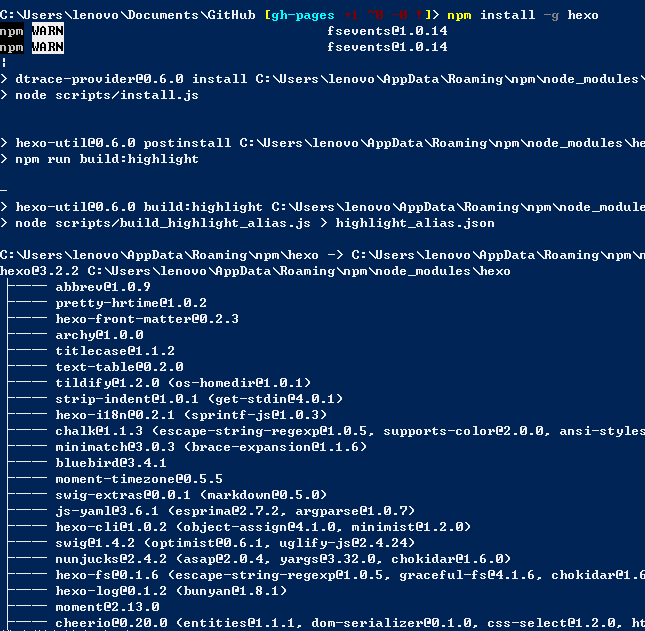 C:\Users\lenovo\Documents\GitHub [gh-pages +1 ~0 -0 !]> npm install -g hexo
npm WARN fsevents@1.0.14
npm WARN fsevents@1.0.14
> dtrace-provider@0.6.0 install C:\Users\lenovo\AppData\Roaming\npm\node_modules\
> node scripts/install.js
> hexo-util@0.6.0 postinstall C:\Users\lenovo\AppData\Roaming\npm\node_modules\he
> npm run build:highlight
> hexo-util@0.6.0 build:highlight C:\Users\lenovo\AppData\Roaming\npm\node_module
> node scripts/build_highlight_alias.js > highlight_alias.json
C:\Users\lenovo\AppData\Roaming\npm\hexo -> C:\Users\lenovo\AppData\Roaming\npm\n
hexo@3.2.2 C:\Users\lenovo\AppData\Roaming\npm\node_modules\hexo
├── abbrev@1.0.9
├── pretty-hrtime@1.0.2
├── hexo-front-matter@0.2.3
├── archy@1.0.0
├── titlecase@1.1.2
├── text-table@0.2.0
├── tildify@1.2.0 (os-homedir@1.0.1)
├── strip-indent@1.0.1 (get-stdin@4.0.1)
├── hexo-i18n@0.2.1 (sprintf-js@1.0.3)
├── chalk@1.1.3 (escape-string-regexp@1.0.5, supports-color@2.0.0, ansi-styles
├── minimatch@3.0.3 (brace-expansion@1.1.6)
├── bluebird@3.4.1
├── moment-timezone@0.5.5
├── swig-extras@0.0.1 (markdown@0.5.0)
├── js-yaml@3.6.1 (esprima@2.7.2, argparse@1.0.7)
├── hexo-cli@1.0.2 (object-assign@4.1.0, minimist@1.2.0)
├── swig@1.4.2 (optimist@0.6.1, uglify-js@2.4.24)
├── nunjucks@2.4.2 (asap@2.0.4, yargs@3.32.0, chokidar@1.6.0)
├── hexo-fs@0.1.6 (escape-string-regexp@1.0.5, graceful-fs@4.1.6, chokidar@1.6
├── hexo-log@0.1.2 (bunyan@1.8.1)
├── moment@2.13.0
├── cheerio@0.20.0 (entities@1.1.1, dom-serializer@0.1.0, css-select@1.2.0, ht